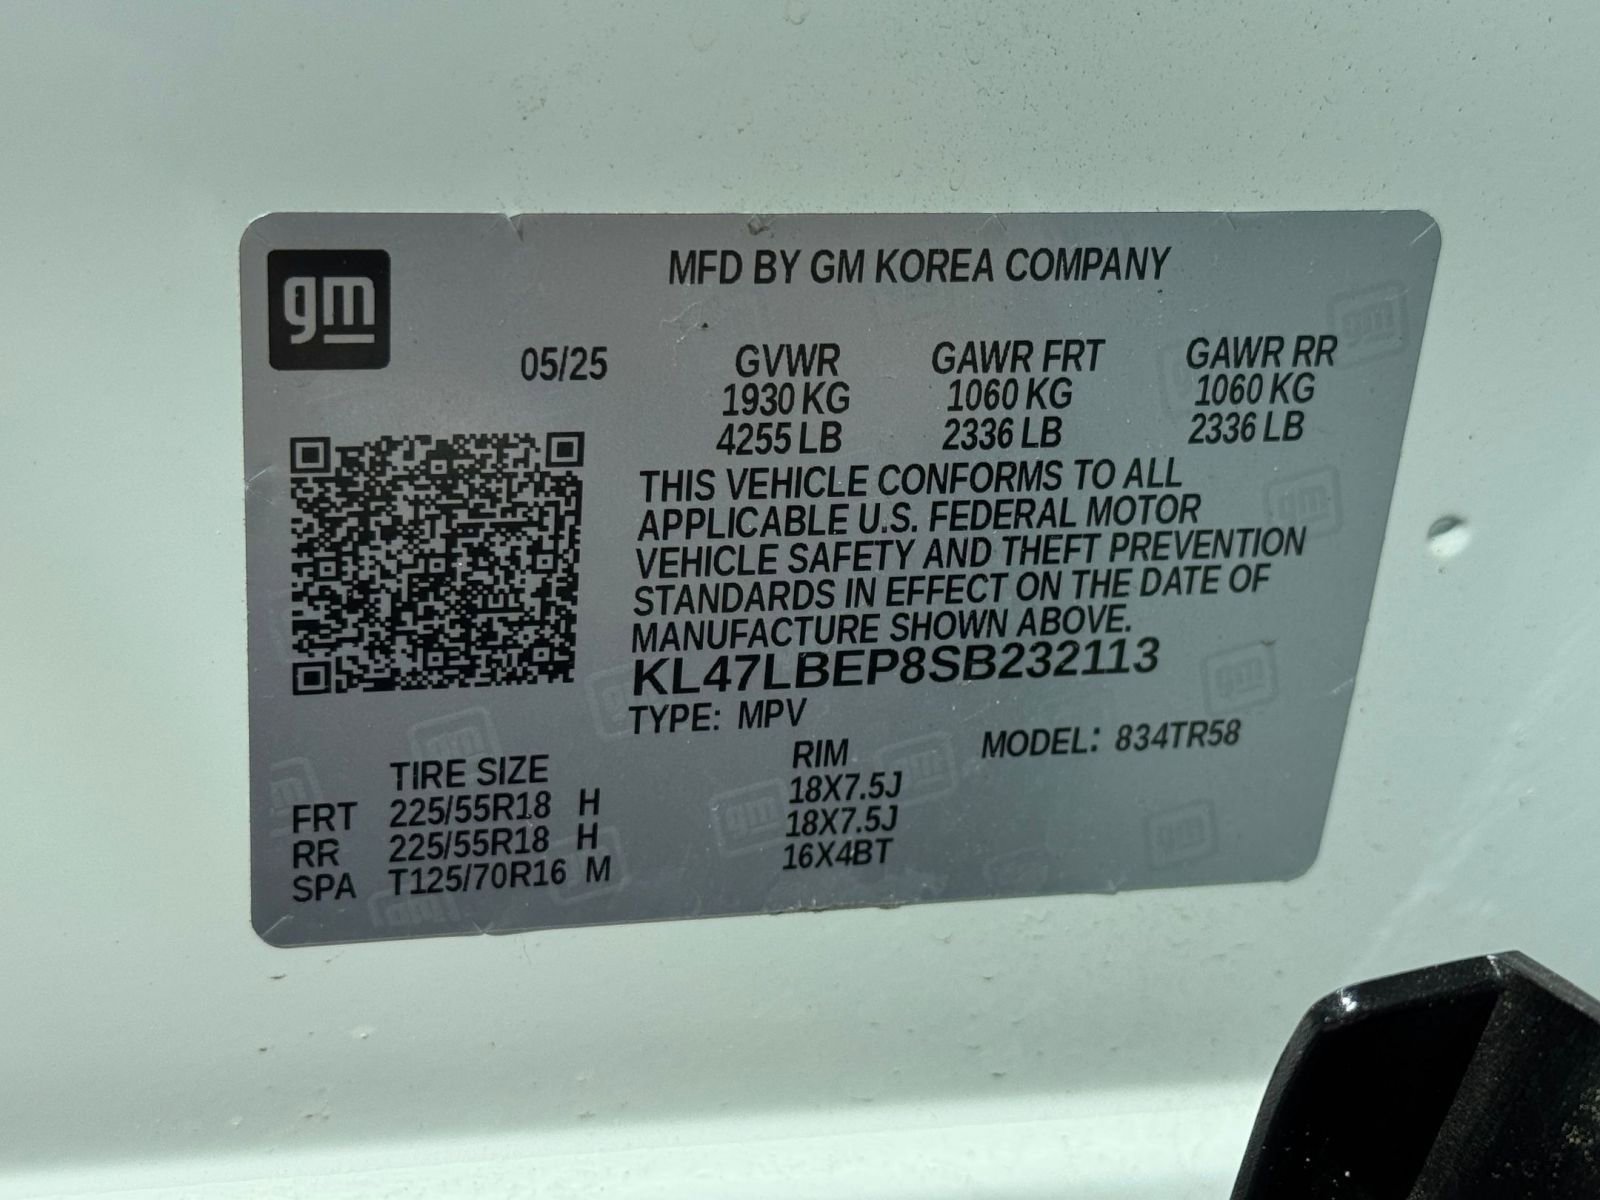 gm
MFD BY GM KOREA COMPANY
05/25 GVWR GAWR FRT GAWR RR
1930 KG 1060 KG 1060 KG
4255 LB 2336 LB 2336 LB
THIS VEHICLE CONFORMS TO ALL
APPLICABLE U.S. FEDERAL MOTOR
VEHICLE SAFETY AND THEFT PREVENTION
STANDARDS IN EFFECT ON THE DATE OF
MANUFACTURE SHOWN ABOVE.
KL47LBEP8SB232113
TYPE: MPV
TIRE SIZE RIM MODEL: 834TR58
FRT 225/55R18 H 18X7.5J
RR 225/55R18 H 18X7.5J
SPA T125/70R16 M 16X4BT